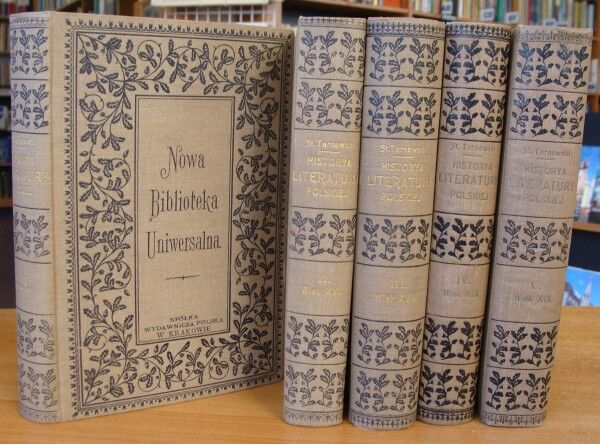 Nowa
Biblioteka
Uniwersalna.
SPÓŁKA
WYDAWNICZA POLSKA
W KRAKOWIE
St. Tarnowski
HISTORYA
LITERATURY
POLSKIEJ
Wiek
St. Tarnowski
HISTORYA
LITERATURY
POLSKIEJ
III.
Wiek XVIII
St. Tarnowski
HISTORYA
LITERATURY
POLSKIEJ
IV.
Wiek XIX
St. Tarnowski
HISTORYA
LITERATURY
POLSKIEJ
V.
Wiek XIX